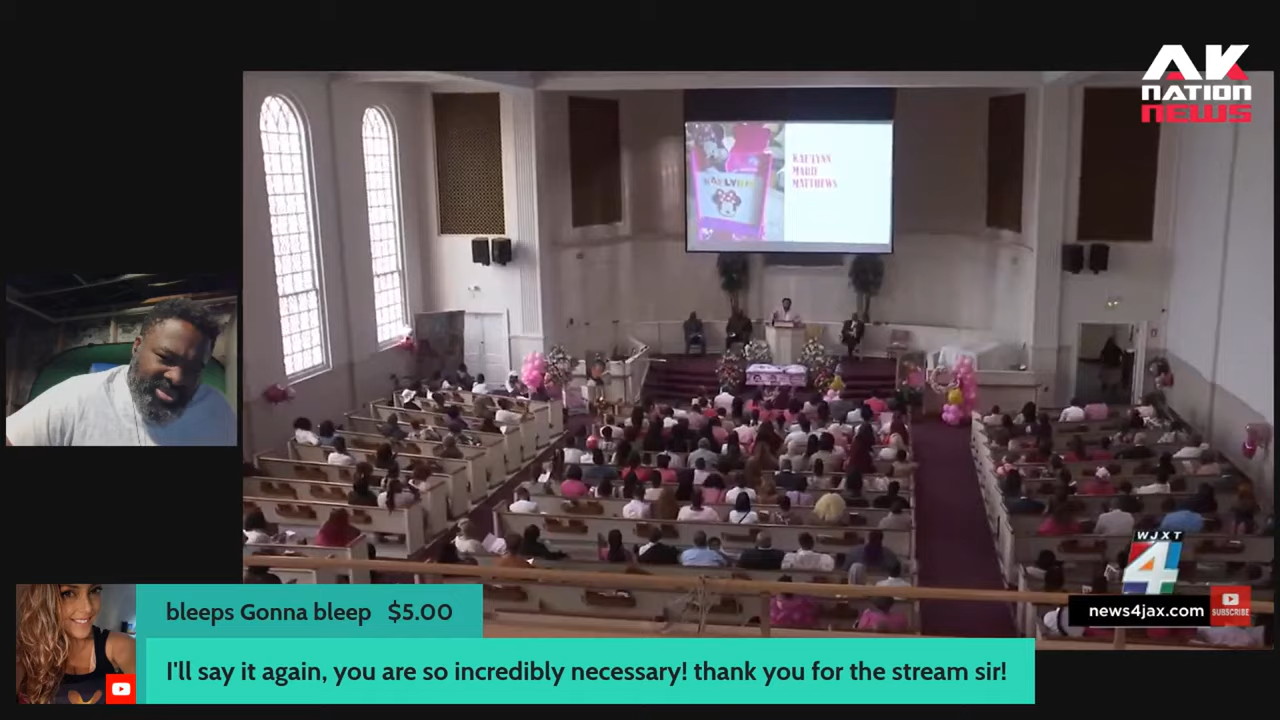 AK
NATION
NEWS
KAE'LYNN
MARIE
MATTHEWS
WJXT
4
news4jax.com
SUBSCRIBE
bleeps Gonna bleep $5.00
I'll say it again, you are so incredibly necessary! thank you for the stream sir!